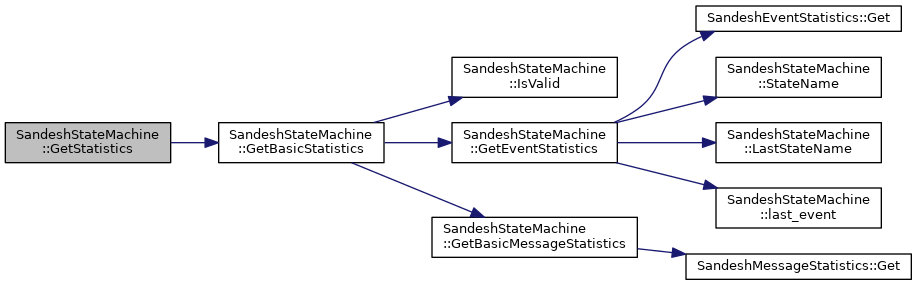 SandeshStateMachine
::GetStatistics
SandeshStateMachine
::GetBasicStatistics
SandeshStateMachine
::IsValid
SandeshStateMachine
::GetEventStatistics
SandeshStateMachine
::GetBasicMessageStatistics
SandeshEventStatistics::Get
SandeshStateMachine
::StateName
SandeshStateMachine
::LastStateName
SandeshStateMachine
::last_event
SandeshMessageStatistics::Get